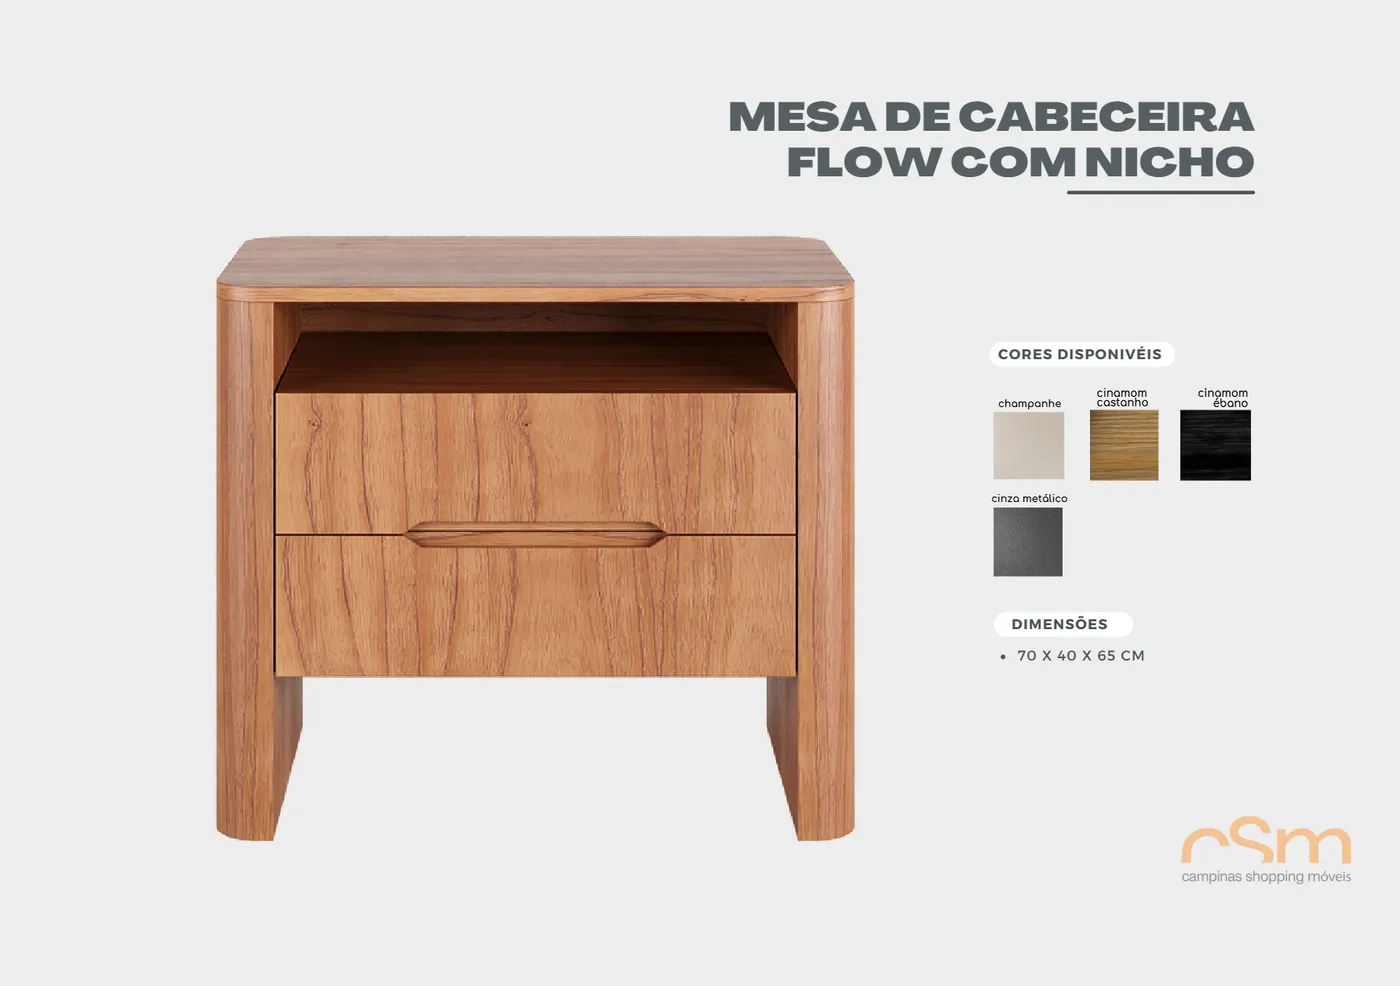 MESA DE CABECEIRA
FLOW COM NICHO
CORES DISPONIVÉIS
champanhe
cinamom
castanho
cinamom
ébano
cinza metálico
DIMENSÕES
• 70 X 40 X 65 CM
csm
campinas shopping móveis